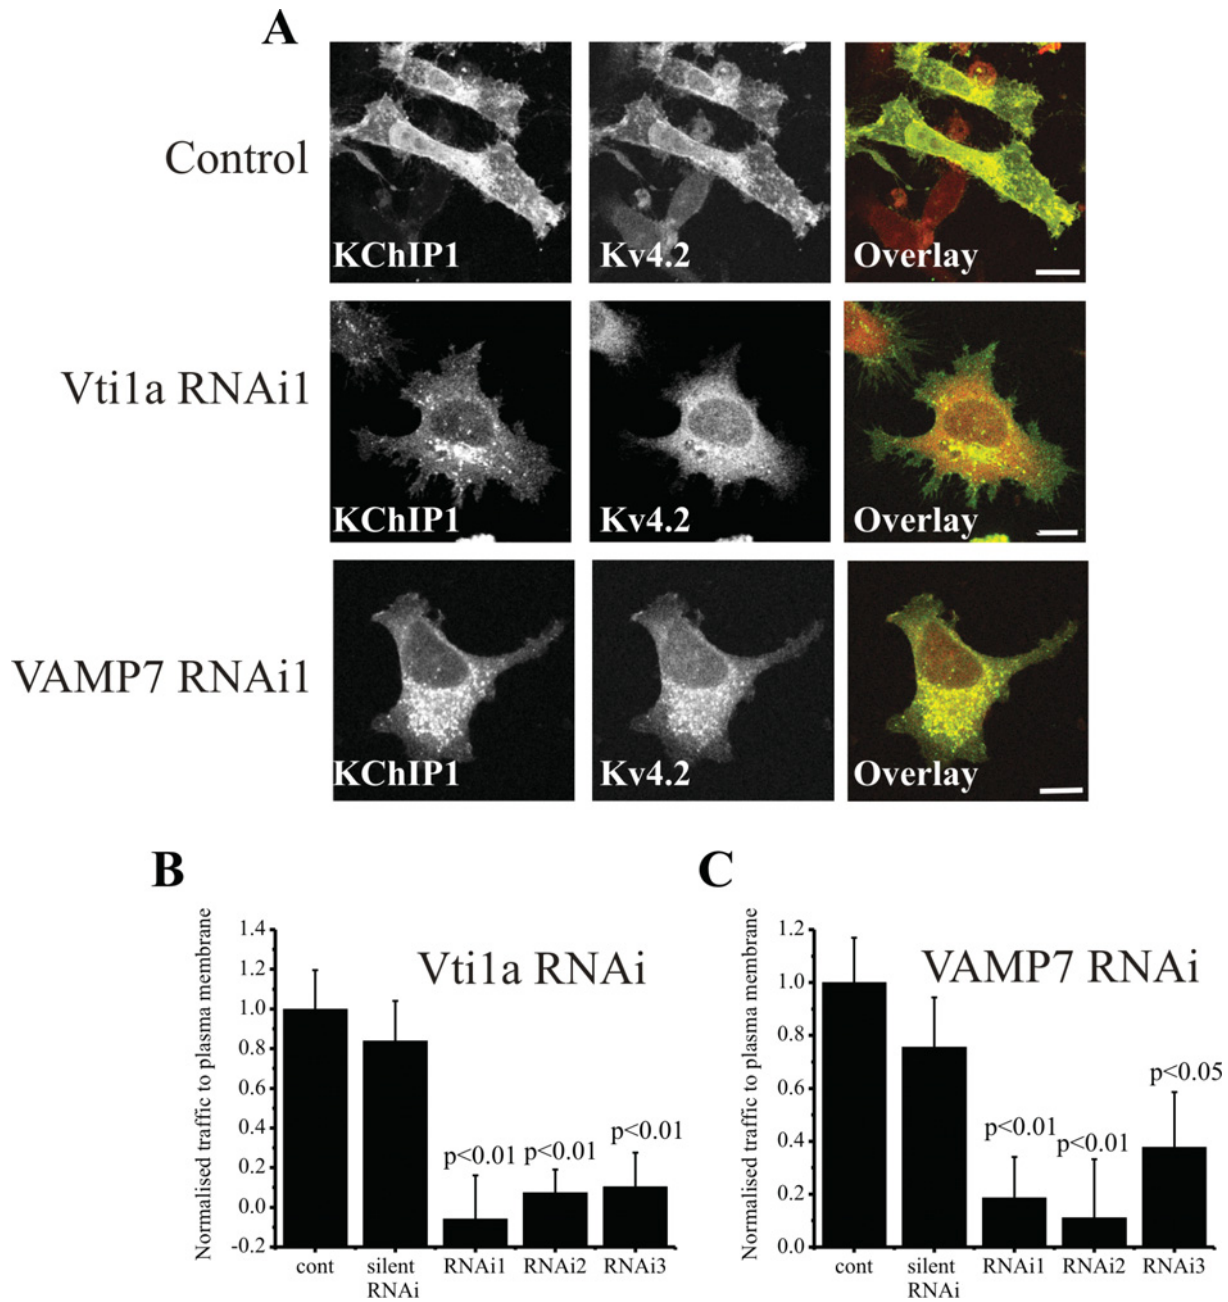 A
Control
KChIP1 Kv4.2 Overlay
Vti1a RNAi1
KChIP1 Kv4.2 Overlay
VAMP7 RNAi1
KChIP1 Kv4.2 Overlay
B
Normalised traffic to plasma membrane
Vti1a RNAi
1.4
1.2
1.0
0.8
0.6
0.4
0.2
0.0
-0.2
p<0.01 p<0.01 p<0.01
cont silent RNAi1 RNAi2 RNAi3
RNAi
C
Normalised traffic to plasma membrane
VAMP7 RNAi
1.2
1.0
0.8
0.6
0.4
0.2
0.0
p<0.01 p<0.01 p<0.05
cont silent RNAi1 RNAi2 RNAi3
RNAi